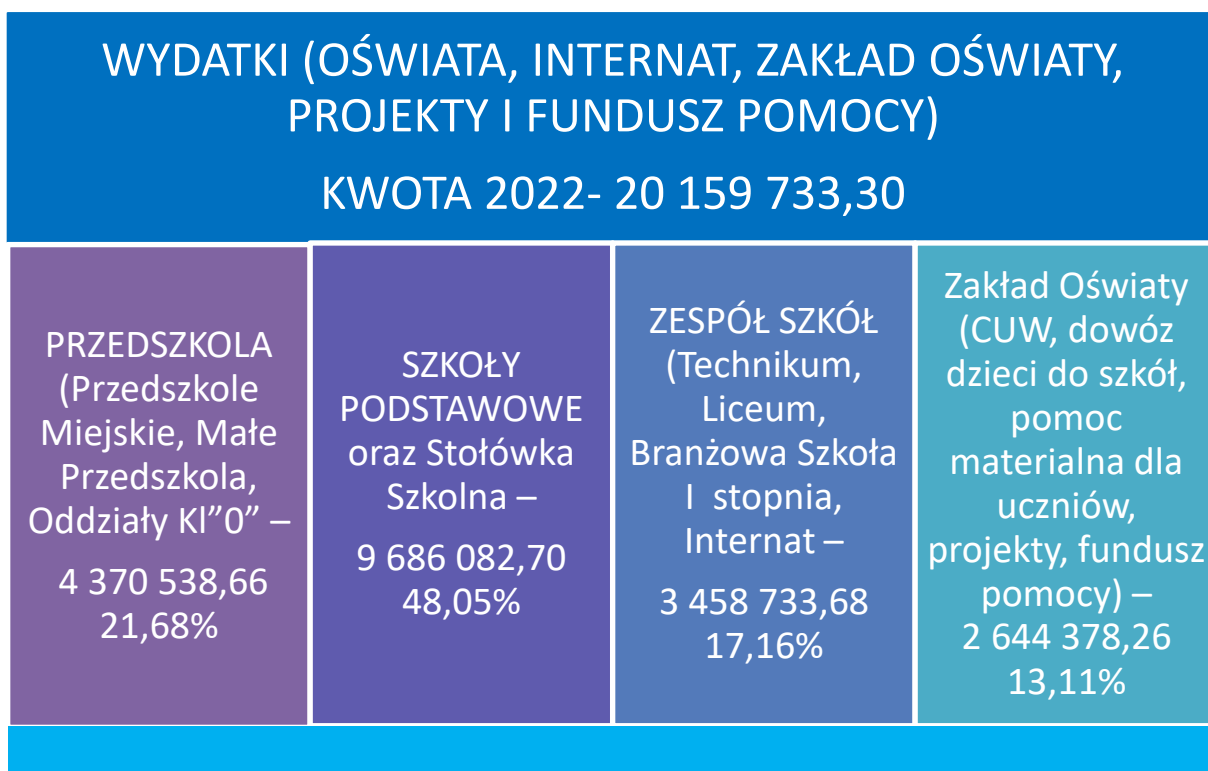 WYDATKI (OŚWIATA, INTERNAT, ZAKŁAD OŚWIATY,
PROJEKTY I FUNDUSZ POMOCY)
KWOTA 2022- 20 159 733,30
PRZEDSZKOLA
(Przedszkole
Miejskie, Małe
Przedszkola,
Oddziały Kl”0” –
4 370 538,66
21,68%
SZKOŁY
PODSTAWOWE
oraz Stołówka
Szkolna –
9 686 082,70
48,05%
ZESPÓŁ SZKÓŁ
(Technikum,
Liceum,
Branżowa Szkoła
I stopnia,
Internat –
3 458 733,68
17,16%
Zakład Oświaty
(CUW, dowóz
dzieci do szkół,
pomoc
materialna dla
uczniów,
projekty, fundusz
pomocy) –
2 644 378,26
13,11%